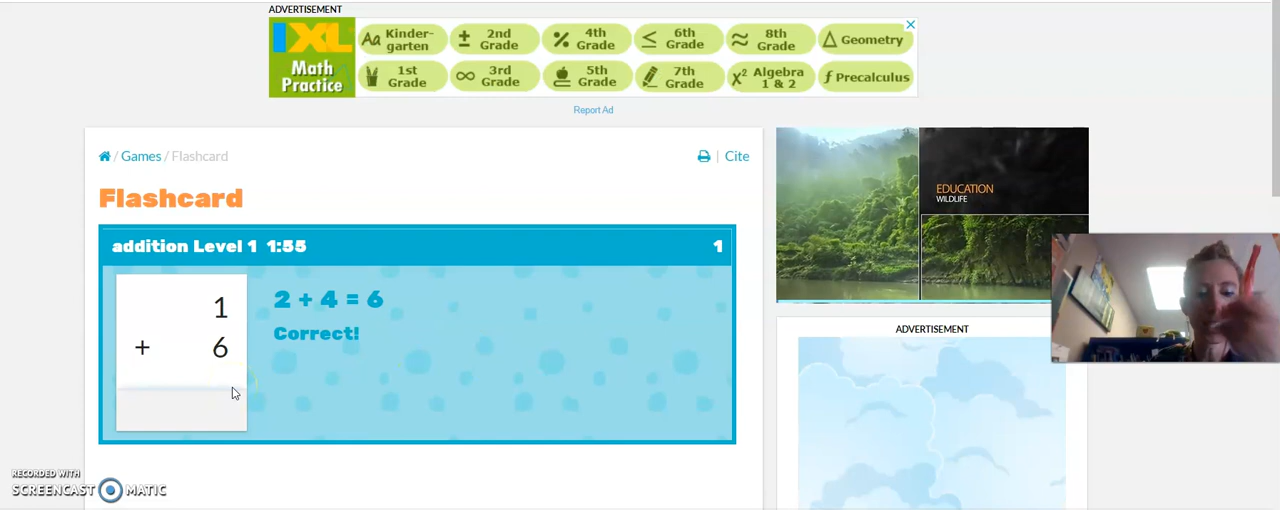 ADVERTISEMENT
IXL
Math
Practice
Aa Kinder-
garten
± 2nd
Grade
% 4th
Grade
≤ 6th
Grade
≈ 8th
Grade
△ Geometry
1st
Grade
∞ 3rd
Grade
5th
Grade
7th
Grade
X² Algebra
1 & 2
ƒ Precalculus
Report Ad
/ Games / Flashcard
| Cite
Flashcard
addition Level 1 1:55
1
1
+ 6
2 + 4 = 6
Correct!
EDUCATION
WILDLIFE
ADVERTISEMENT
RECORDED WITH
SCREENCAST MATIC